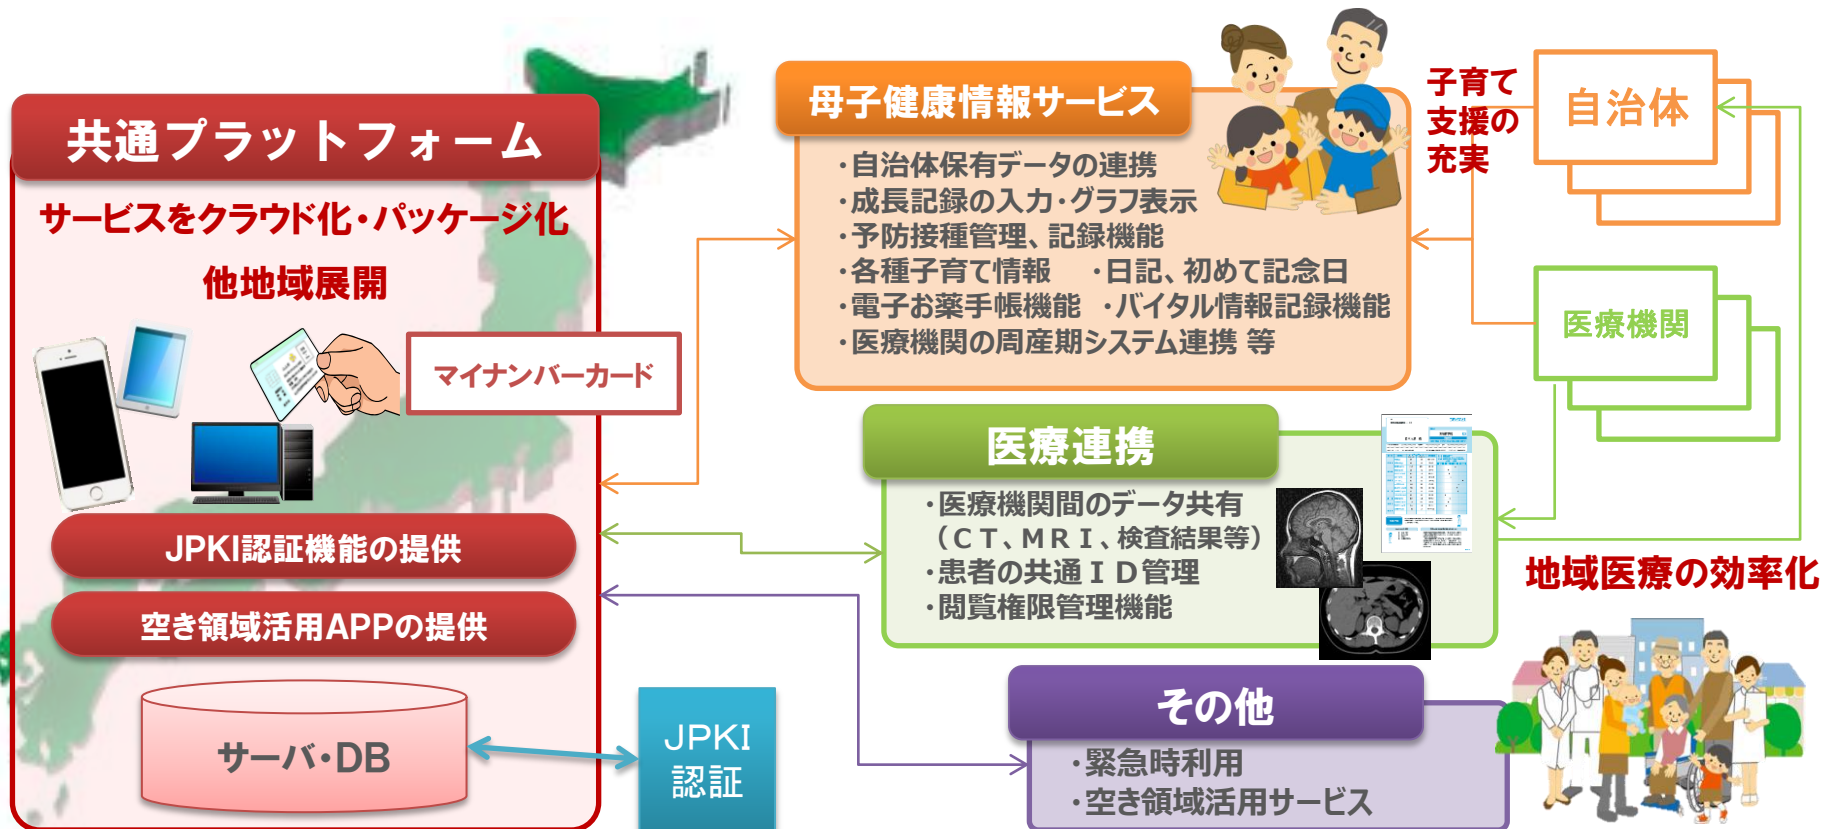 共通プラットフォーム
サービスをクラウド化・パッケージ化
他地域展開
マイナンバーカード
JPKI認証機能の提供
空き領域活用APPの提供
サーバ・DB
JPKI
認証
母子健康情報サービス
・自治体保有データの連携
・成長記録の入力・グラフ表示
・予防接種管理、記録機能
・各種子育て情報　・日記、初めて記念日
・電子お薬手帳機能　・バイタル情報記録機能
・医療機関の周産期システム連携 等
医療連携
・医療機関間のデータ共有
（ＣＴ、ＭＲＩ、検査結果等）
・患者の共通ＩＤ管理
・閲覧権限管理機能
その他
・緊急時利用
・空き領域活用サービス
子育て
支援の
充実
自治体
医療機関
地域医療の効率化